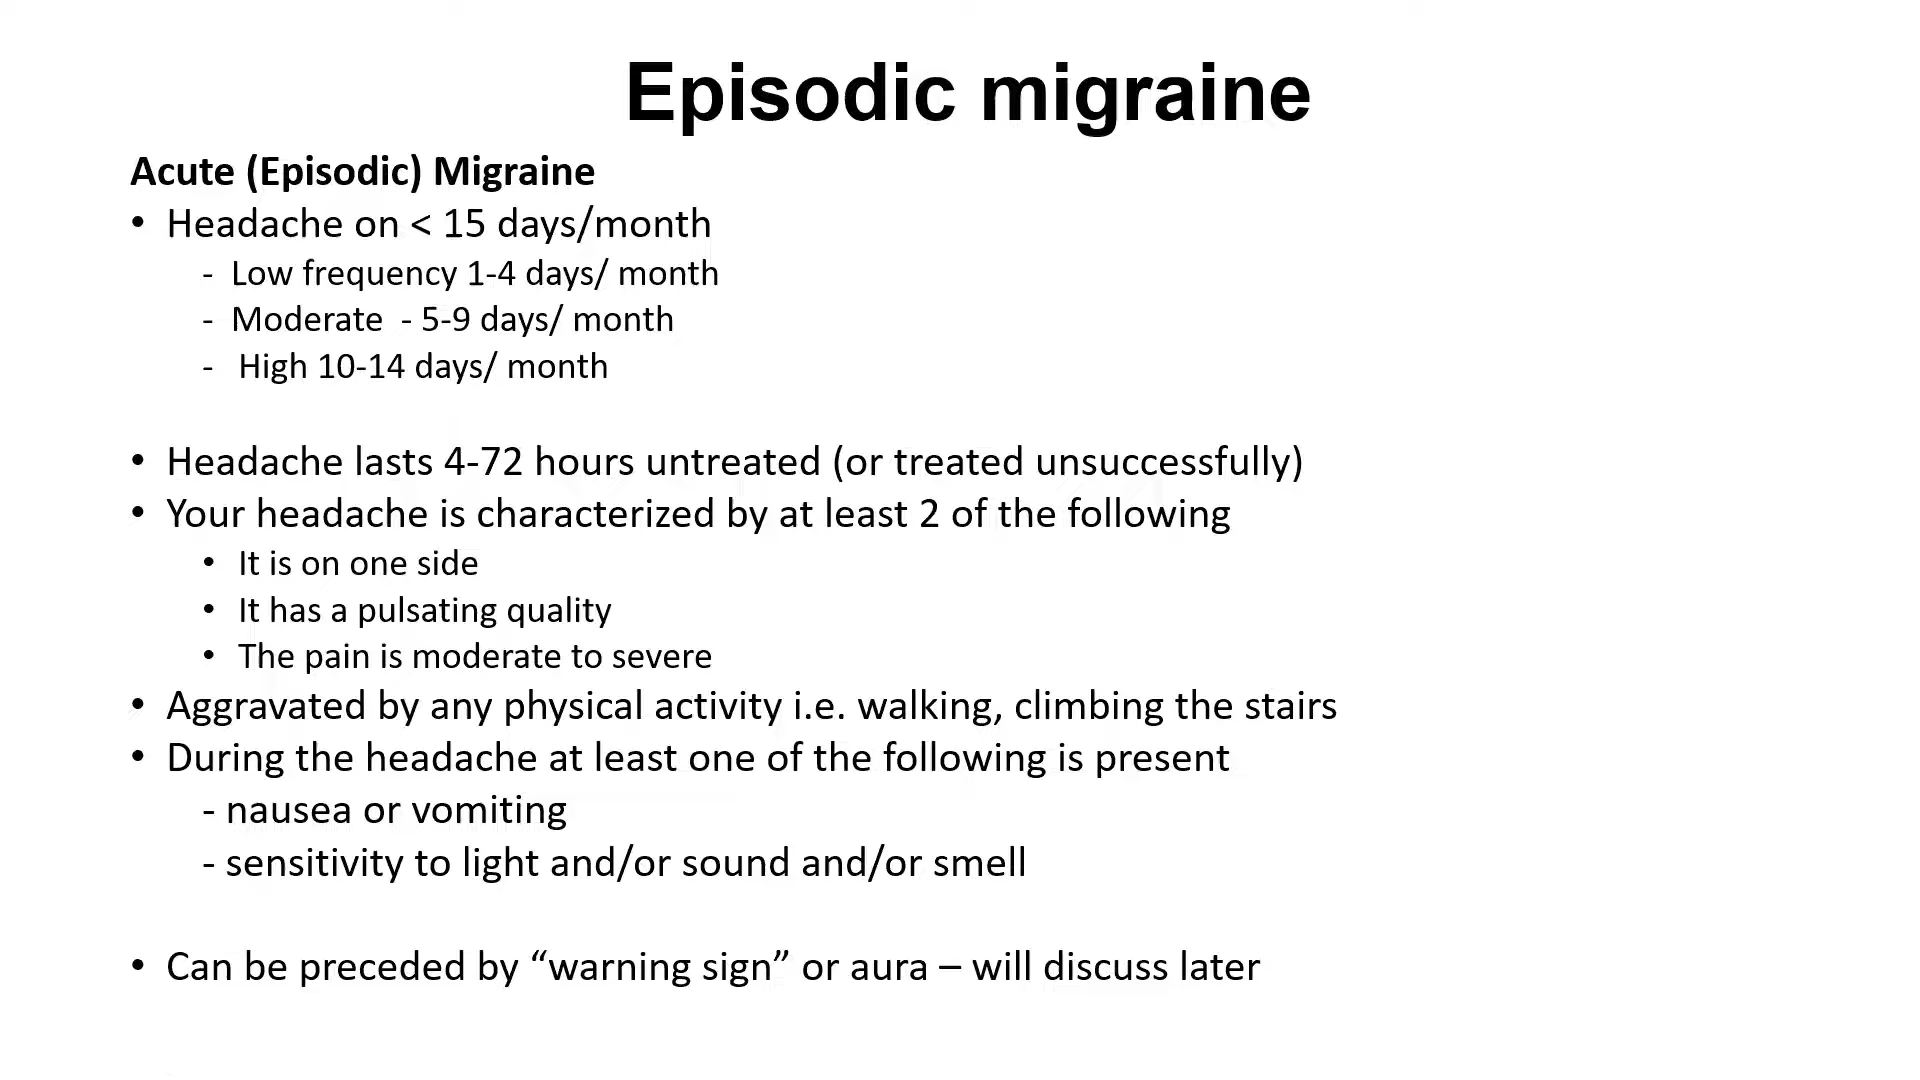 Episodic migraine
Acute (Episodic) Migraine
• Headache on < 15 days/month
- Low frequency 1-4 days/ month
- Moderate  - 5-9 days/ month
- High 10-14 days/ month
• Headache lasts 4-72 hours untreated (or treated unsuccessfully)
• Your headache is characterized by at least 2 of the following
• It is on one side
• It has a pulsating quality
• The pain is moderate to severe
• Aggravated by any physical activity i.e. walking, climbing the stairs
• During the headache at least one of the following is present
- nausea or vomiting
- sensitivity to light and/or sound and/or smell
• Can be preceded by “warning sign” or aura – will discuss later